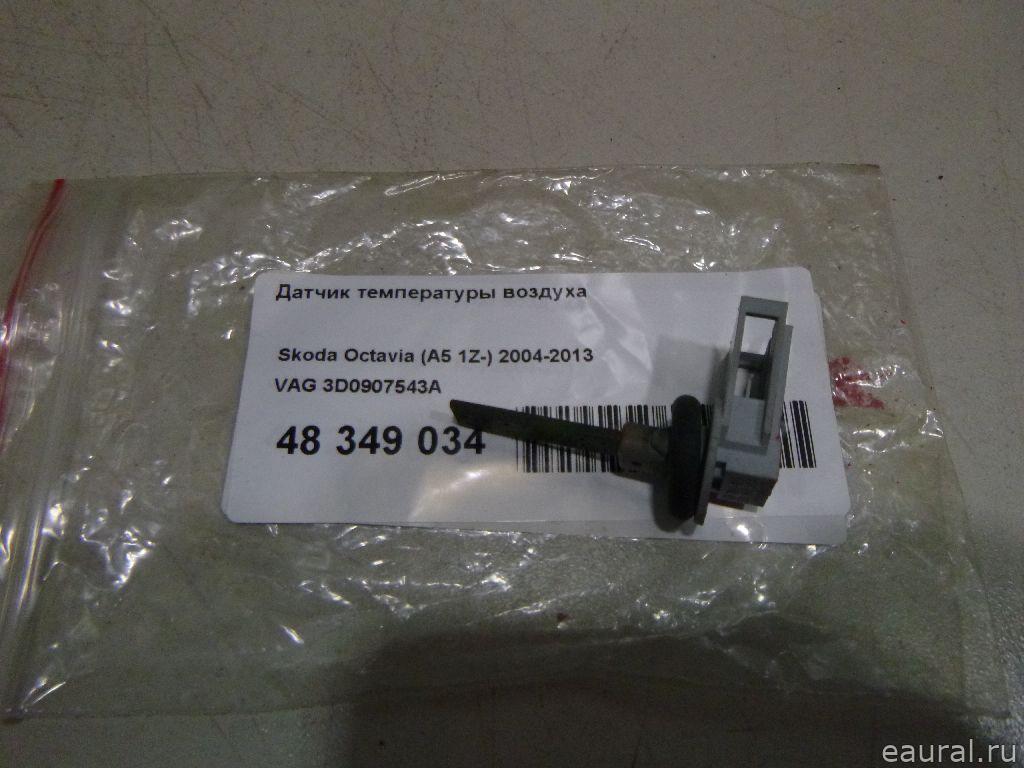 Датчик температуры воздуха
Skoda Octavia (A5 1Z-) 2004-2013
VAG 3D0907543A
48 349 034
eaural.ru